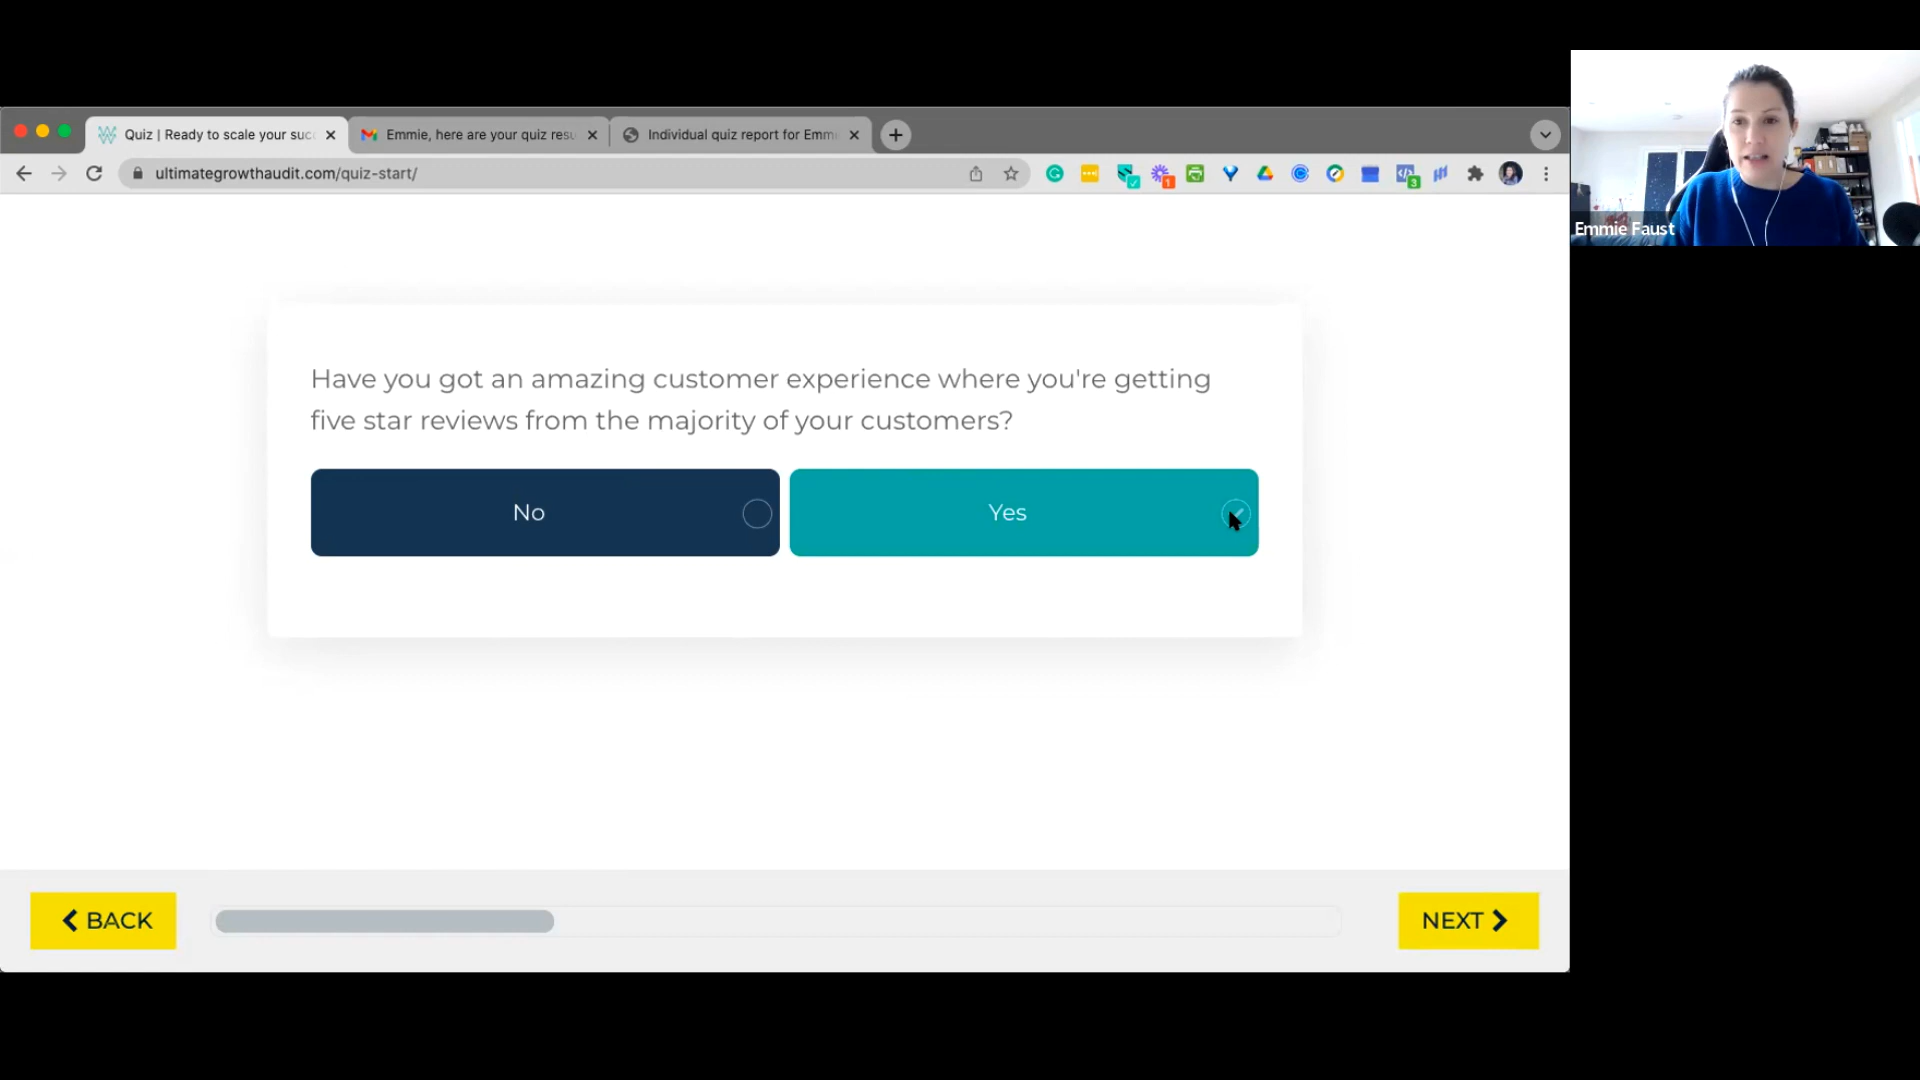 Quiz | Ready to scale your suc
Emmie, here are your quiz resu
Individual quiz report for Emm
ultimategrowthaudit.com/quiz-start/
1
3
Emmie Faust
Have you got an amazing customer experience where you're getting
five star reviews from the majority of your customers?
No
Yes
BACK
NEXT